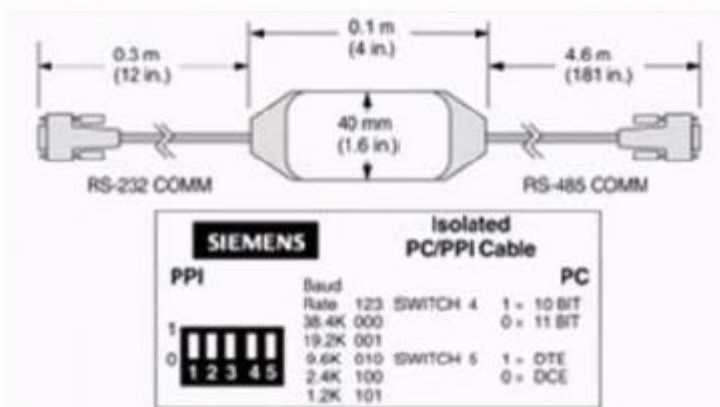 0.1 m
(4 in.)
0.3 m
(12 in.)
4.6 m
(181 in.)
40 mm
(1.6 in.)
RS-232 COMM
RS-485 COMM
SIEMENS
Isolated
PC/PPI Cable
PPI
PC
Baud
Rate 123 SWITCH 4 1 = 10 BIT
38.4K 000 0 = 11 BIT
19.2K 001
9.6K 010 SWITCH 5 1 = DTE
2.4K 100 0 = DCE
1.2K 101
1
0
1 2 3 4 5